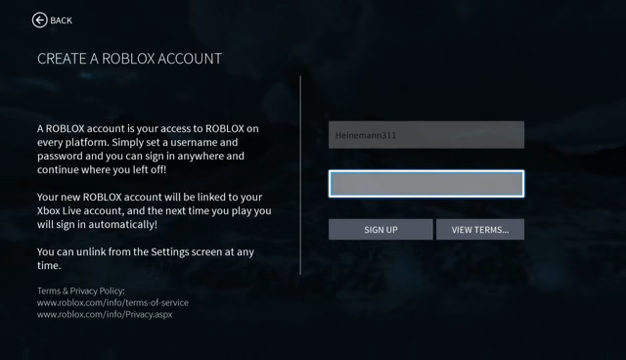 BACK
CREATE A ROBLOX ACCOUNT
A ROBLOX account is your access to ROBLOX on
every platform. Simply set a username and
password and you can sign in anywhere and
continue where you left off!
Your new ROBLOX account will be linked to your
Xbox Live account, and the next time you play you
will sign in automatically!
You can unlink from the Settings screen at any
time.
Terms & Privacy Policy:
www.roblox.com/info/terms-of-service
www.roblox.com/info/Privacy.aspx
Heinemann311
SIGN UP
VIEW TERMS...